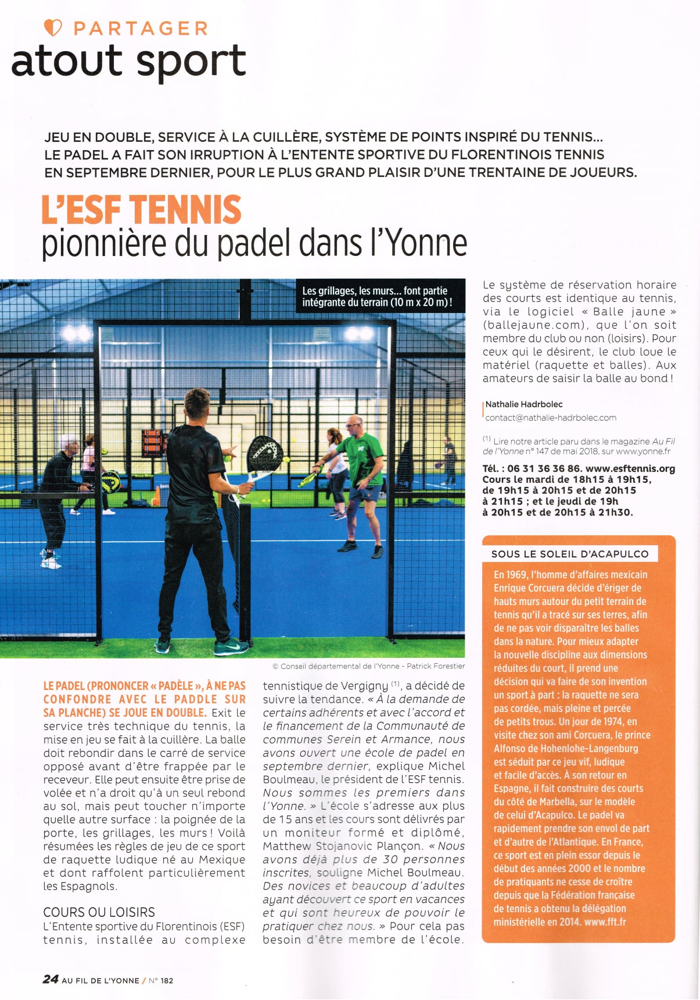 PARTAGER
atout sport
JEU EN DOUBLE, SERVICE À LA CUILLÈRE, SYSTÈME DE POINTS INSPIRÉ DU TENNIS...
LE PADEL A FAIT SON IRRUPTION À L'ENTENTE SPORTIVE DU FLORENTINOIS TENNIS
EN SEPTEMBRE DERNIER, POUR LE PLUS GRAND PLAISIR D'UNE TRENTAINE DE JOUEURS.
L'ESF TENNIS
pionnière du padel dans l'Yonne
Les grillages, les murs... font partie
intégrante du terrain (10 m x 20 m) !
© Conseil départemental de l'Yonne - Patrick Forestier
LE PADEL (PRONONCER « PADÈLE », À NE PAS
CONFONDRE AVEC LE PADDLE SUR
SA PLANCHE) SE JOUE EN DOUBLE. Exit le
service très technique du tennis, la
mise en jeu se fait à la cuillère. La balle
doit rebondir dans le carré de service
opposé avant d'être frappée par le
receveur. Elle peut ensuite être prise de
volée et n'a droit qu'à un seul rebond
au sol, mais peut toucher n'importe
quelle autre surface : la poignée de la
porte, les grillages, les murs ! Voilà
résumées les règles de jeu de ce sport
de raquette ludique né au Mexique
et dont raffolent particulièrement
les Espagnols.
COURS OU LOISIRS
L'Entente sportive du Florentinois (ESF)
tennis, installée au complexe
tennistique de Vergigny (1), a décidé de
suivre la tendance. « À la demande de
certains adhérents et avec l'accord et
le financement de la Communauté de
communes Serein et Armance, nous
avons ouvert une école de padel en
septembre dernier, explique Michel
Boulmeau, le président de l'ESF tennis.
Nous sommes les premiers dans
l'Yonne. » L'école s'adresse aux plus
de 15 ans et les cours sont délivrés par
un moniteur formé et diplômé,
Matthew Stojanovic Plançon. « Nous
avons déjà plus de 30 personnes
inscrites, souligne Michel Boulmeau.
Des novices et beaucoup d'adultes
ayant découvert ce sport en vacances
et qui sont heureux de pouvoir le
pratiquer chez nous. » Pour cela pas
besoin d'être membre de l'école.
Le système de réservation horaire
des courts est identique au tennis,
via le logiciel « Balle jaune »
(ballejaune.com), que l'on soit
membre du club ou non (loisirs). Pour
ceux qui le désirent, le club loue le
matériel (raquette et balles). Aux
amateurs de saisir la balle au bond !
Nathalie Hadrbolec
contact@nathalie-hadrbolec.com
(1) Lire notre article paru dans le magazine Au Fil
de l'Yonne n° 147 de mai 2018, sur www.yonne.fr
Tél. : 06 31 36 36 86. www.esftennis.org
Cours le mardi de 18h15 à 19h15,
de 19h15 à 20h15 et de 20h15
à 21h15 ; et le jeudi de 19h
à 20h15 et de 20h15 à 21h30.
SOUS LE SOLEIL D'ACAPULCO
En 1969, l'homme d'affaires mexicain
Enrique Corcuera décide d'ériger de
hauts murs autour du petit terrain de
tennis qu'il a tracé sur ses terres, afin
de ne pas voir disparaître les balles
dans la nature. Pour mieux adapter
la nouvelle discipline aux dimensions
réduites du court, il prend une
décision qui va faire de son invention
un sport à part : la raquette ne sera
pas cordée, mais pleine et percée
de petits trous. Un jour de 1974, en
visite chez son ami Corcuera, le prince
Alfonso de Hohenlohe-Langenburg
est séduit par ce jeu vif, ludique
et facile d'accès. À son retour en
Espagne, il fait construire des courts
du côté de Marbella, sur le modèle
de celui d'Acapulco. Le padel va
rapidement prendre son envol de part
et d'autre de l'Atlantique. En France,
ce sport est en plein essor depuis le
début des années 2000 et le nombre
de pratiquants ne cesse de croître
depuis que la Fédération française
de tennis a obtenu la délégation
ministérielle en 2014. www.fft.fr
24 AU FIL DE L'YONNE / N° 182